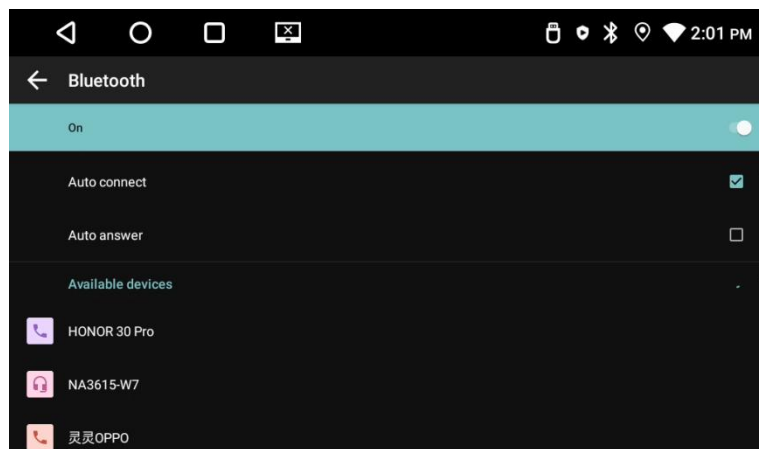 2:01 PM
Bluetooth
On
Auto connect
Auto answer
Available devices
HONOR 30 Pro
NA3615-W7
灵灵OPPO